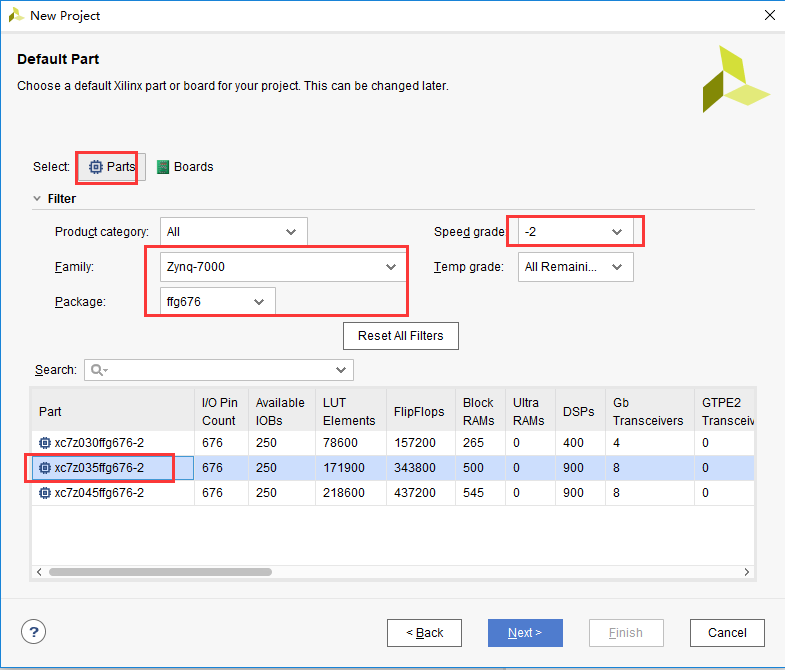 New Project
Default Part
Choose a default Xilinx part or board for your project. This can be changed later.
Select: Parts Boards
Filter
Product category: All Speed grade -2
Family: Zynq-7000 Temp grade: All Remaini...
Package: ffg676
Reset All Filters
Search:
Part I/O Pin Count Available IOBs LUT Elements FlipFlops Block RAMs Ultra RAMs DSPs Gb Transceivers GTPE2 Transceiv
xc7z030ffg676-2 676 250 78600 157200 265 0 400 4 0
xc7z035ffg676-2 676 250 171900 343800 500 0 900 8 0
xc7z045ffg676-2 676 250 218600 437200 545 0 900 8 0
? < Back Next > Finish Cancel